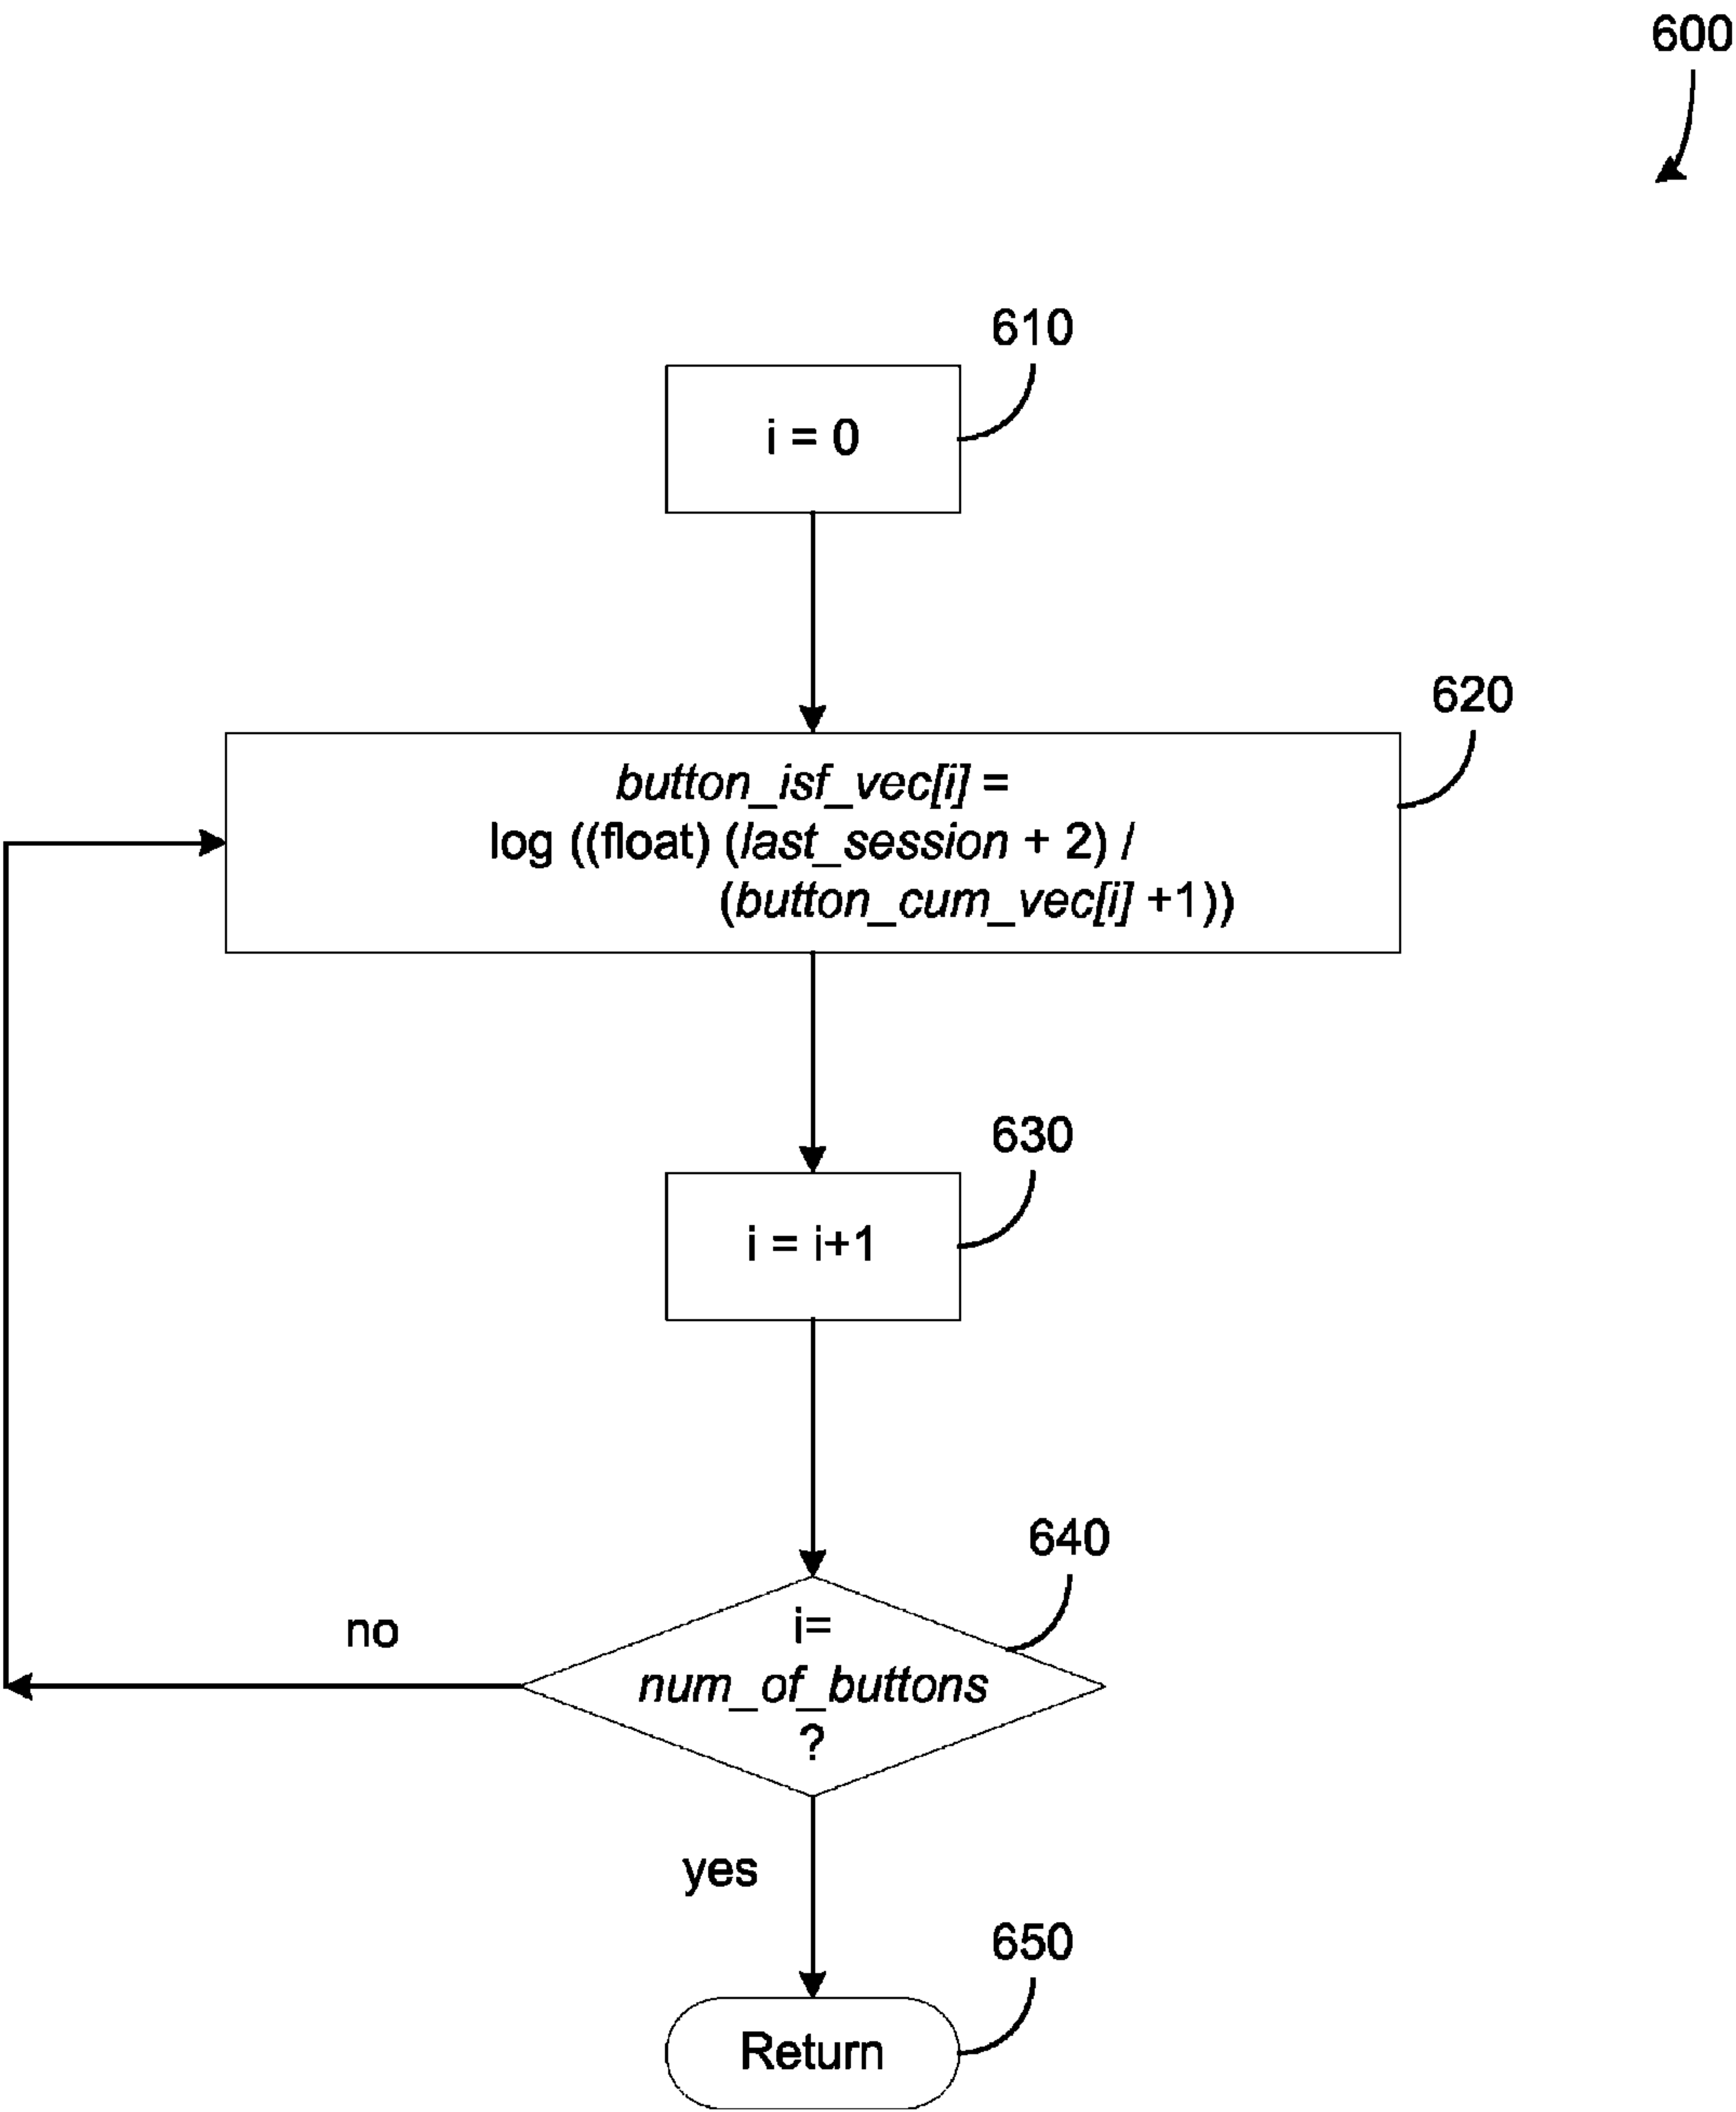 600
610
i = 0
620
button_isf_vec[i] =
log ((float) (last_session + 2) /
(button_cum_vec[i] +1))
630
i = i+1
640
i=
num_of_buttons
?
no
yes
650
Return